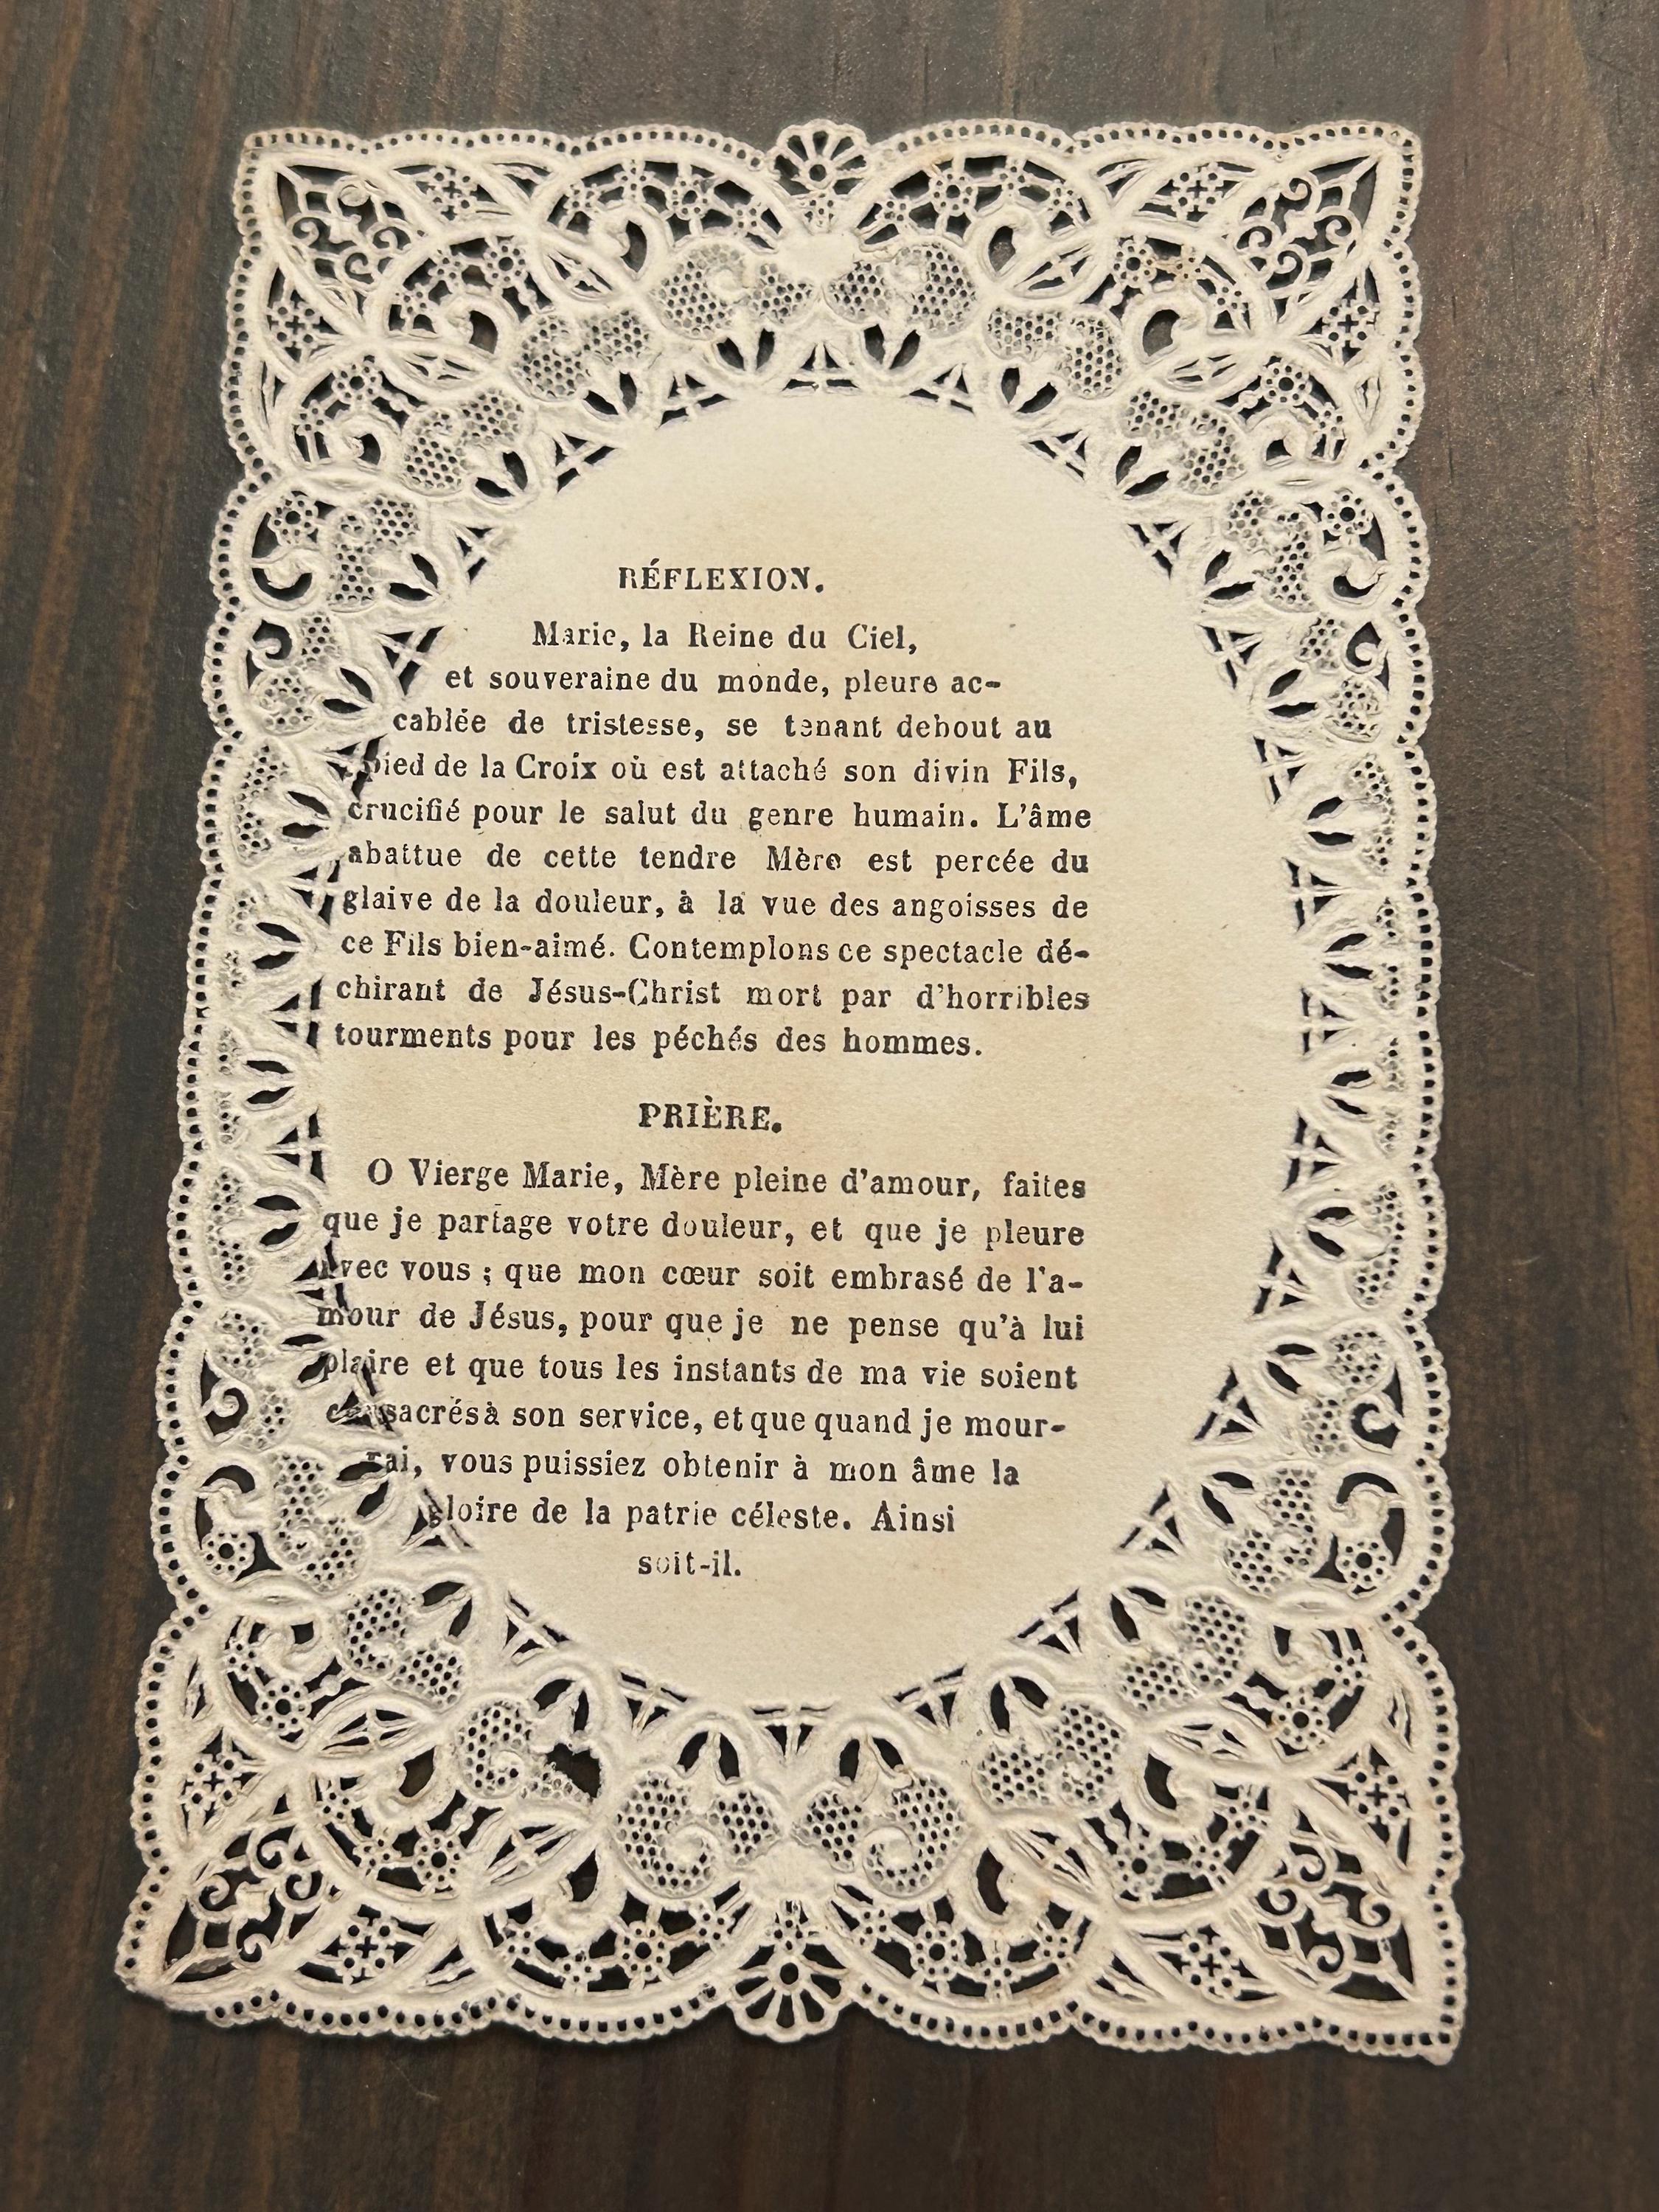 RÉFLEXION.
Marie, la Reine du Ciel,
et souveraine du monde, pleure ac-
cablée de tristesse, se tenant debout au
pied de la Croix où est attaché son divin Fils,
crucifié pour le salut du genre humain. L'âme
abattue de cette tendre Mère est percée du
glaive de la douleur, à la vue des angoisses de
ce Fils bien-aimé. Contemplons ce spectacle dé-
chirant de Jésus-Christ mort par d'horribles
tourments pour les péchés des hommes.
PRIÈRE.
O Vierge Marie, Mère pleine d'amour, faites
que je partage votre douleur, et que je pleure
avec vous ; que mon cœur soit embrasé de l'a-
mour de Jésus, pour que je ne pense qu'à lui
plaire et que tous les instants de ma vie soient
consacrés à son service, et que quand je mour-
rai, vous puissiez obtenir à mon âme la
gloire de la patrie céleste. Ainsi
soit-il.